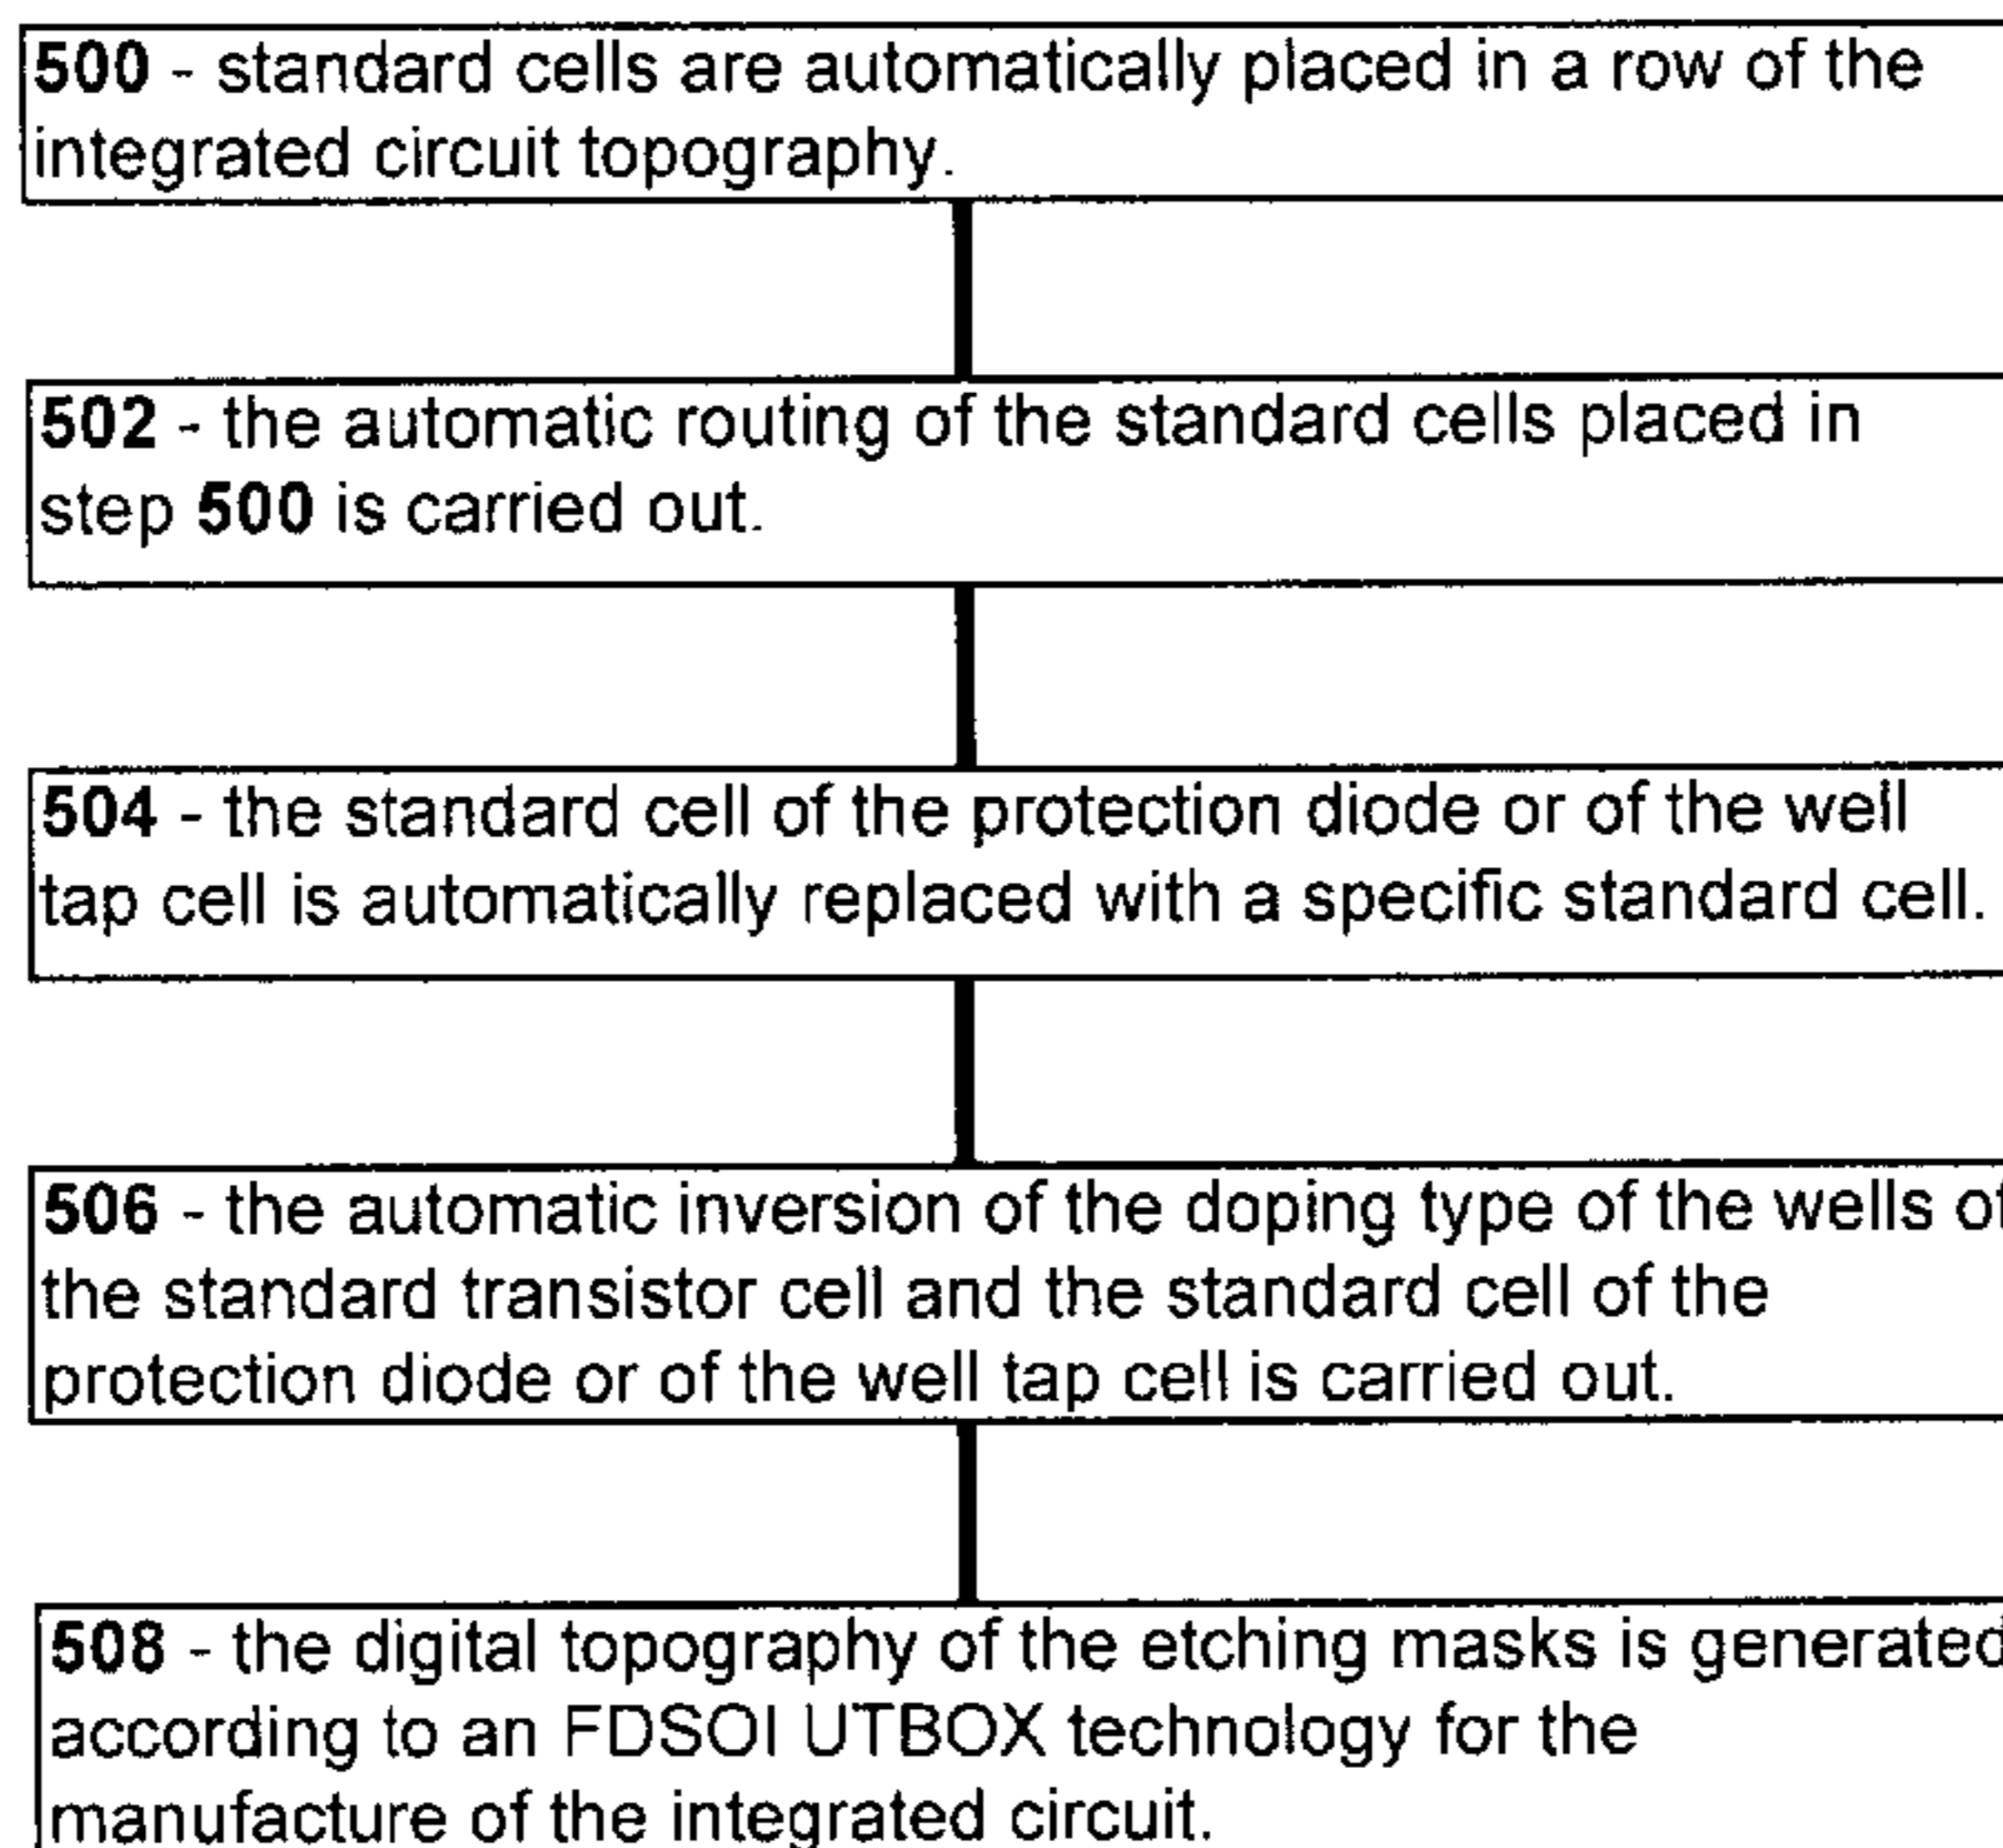 500 - standard cells are automatically placed in a row of the
integrated circuit topography.
502 - the automatic routing of the standard cells placed in
step 500 is carried out.
504 - the standard cell of the protection diode or of the well
tap cell is automatically replaced with a specific standard cell.
506 - the automatic inversion of the doping type of the wells of
the standard transistor cell and the standard cell of the
protection diode or of the well tap cell is carried out.
508 - the digital topography of the etching masks is generated
according to an FDSOI UTBOX technology for the
manufacture of the integrated circuit.